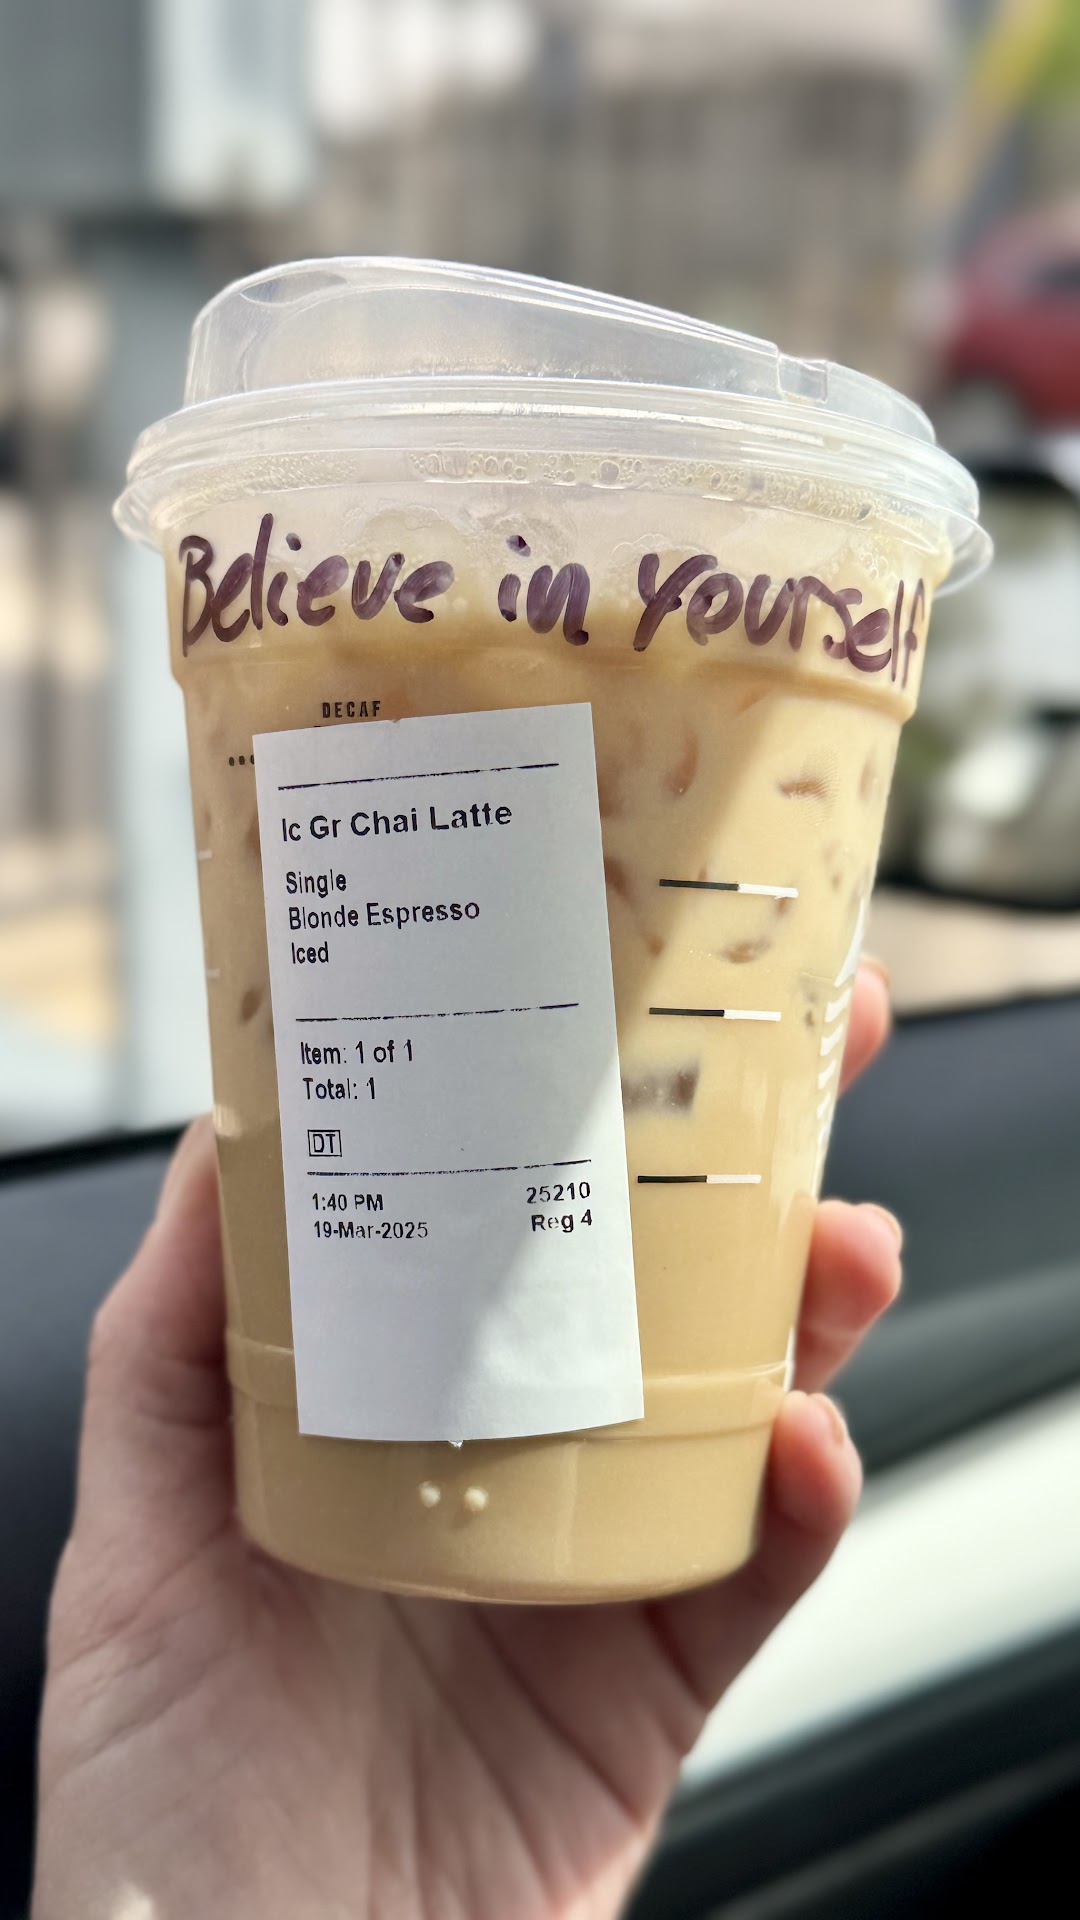 Believe in Yourself
DECAF
Ic Gr Chai Latte
Single
Blonde Espresso
Iced
Item: 1 of 1
Total: 1
DT
1:40 PM 25210
19-Mar-2025 Reg 4